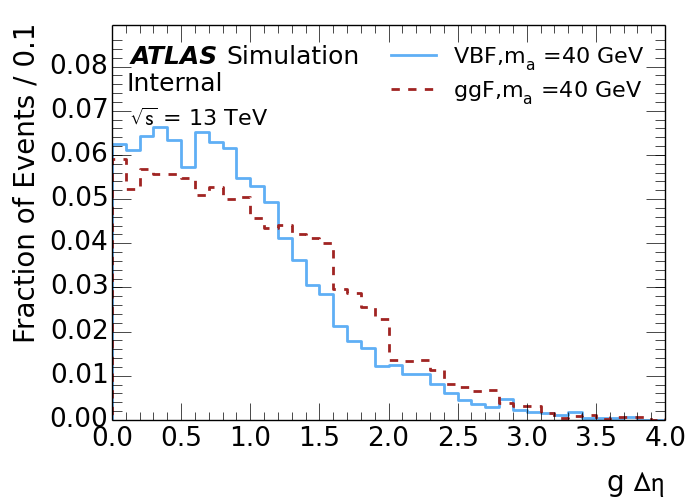 ATLAS Simulation
Internal
√s = 13 TeV
VBF,mₐ =40 GeV
ggF,mₐ =40 GeV
Fraction of Events / 0.1
0.08
0.07
0.06
0.05
0.04
0.03
0.02
0.01
0.00
0.0 0.5 1.0 1.5 2.0 2.5 3.0 3.5 4.0
g Δη